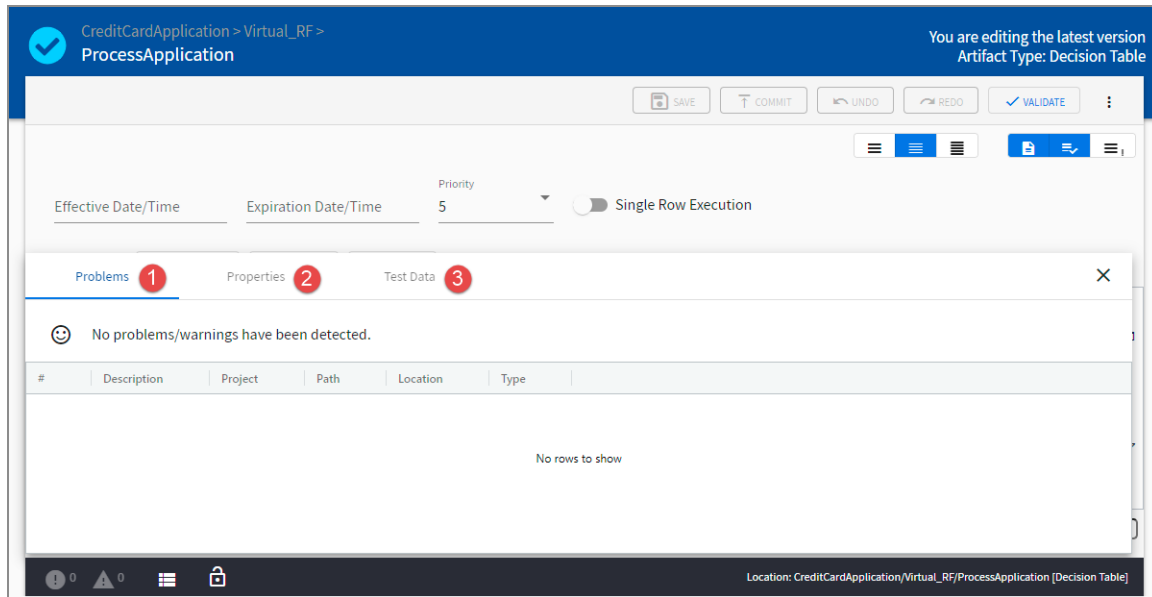 CreditCardApplication > Virtual_RF >
ProcessApplication
You are editing the latest version
Artifact Type: Decision Table
SAVE COMMIT UNDO REDO VALIDATE
Priority
Effective Date/Time Expiration Date/Time 5 Single Row Execution
Problems 1 Properties 2 Test Data 3
No problems/warnings have been detected.
# Description Project Path Location Type
No rows to show
0 0 Location: CreditCardApplication/Virtual_RF/ProcessApplication [Decision Table]